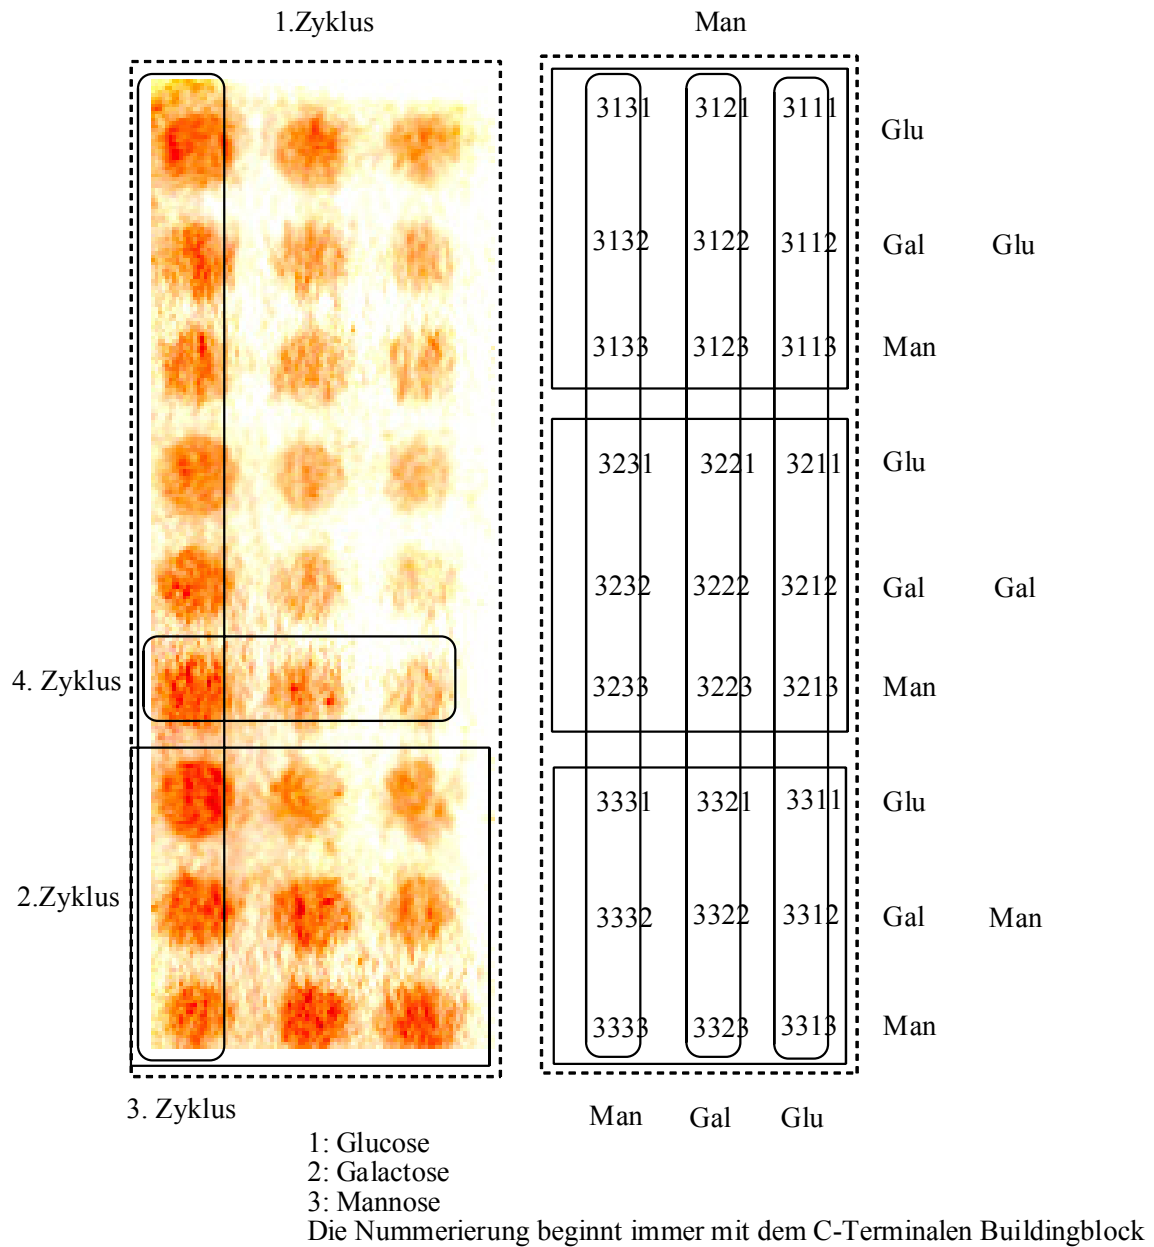 1.Zyklus Man
3131 3121 3111 Glu
3132 3122 3112 Gal Glu
3133 3123 3113 Man
3231 3221 3211 Glu
3232 3222 3212 Gal Gal
4. Zyklus 3233 3223 3213 Man
3331 3321 3311 Glu
2.Zyklus 3332 3322 3312 Gal Man
3333 3323 3313 Man
3. Zyklus Man Gal Glu
1: Glucose
2: Galactose
3: Mannose
Die Nummerierung beginnt immer mit dem C-Terminalen Buildingblock